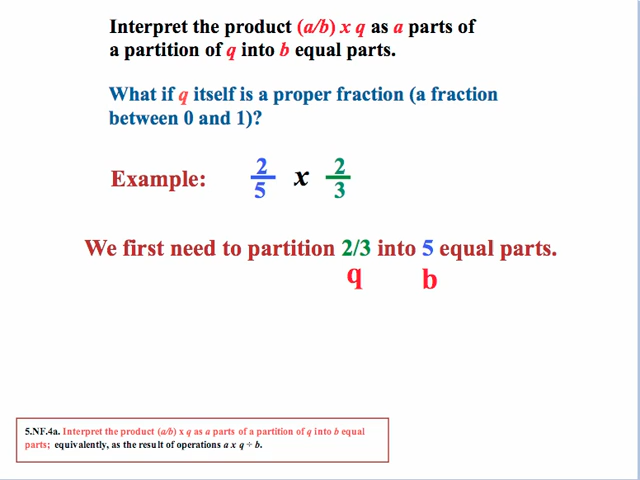 Interpret the product (a/b) x q as a parts of
a partition of q into b equal parts.
What if q itself is a proper fraction (a fraction
between 0 and 1)?
Example: 2/5 x 2/3
We first need to partition 2/3 into 5 equal parts.
q b
5.NF.4a. Interpret the product (a/b) x q as a parts of a partition of q into b equal
parts; equivalently, as the result of operations a x q ÷ b.